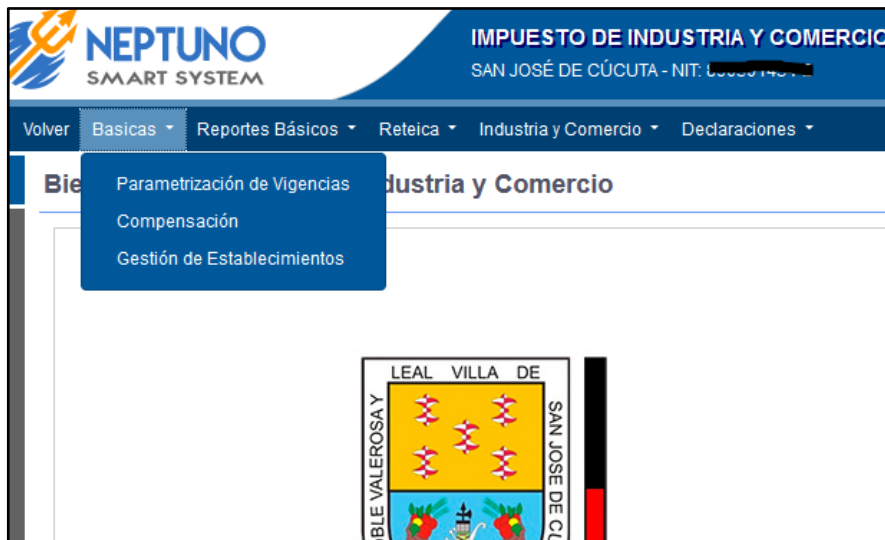 NEPTUNO
SMART SYSTEM
IMPUESTO DE INDUSTRIA Y COMERCIO
SAN JOSÉ DE CÚCUTA - NIT:
Volver Basicas Reportes Básicos Reteica Industria y Comercio Declaraciones
Bie dustria y Comercio
Parametrización de Vigencias
Compensación
Gestión de Establecimientos
LEAL VILLA DE
OBLE VALEROSA Y
SAN JOSE DE CU